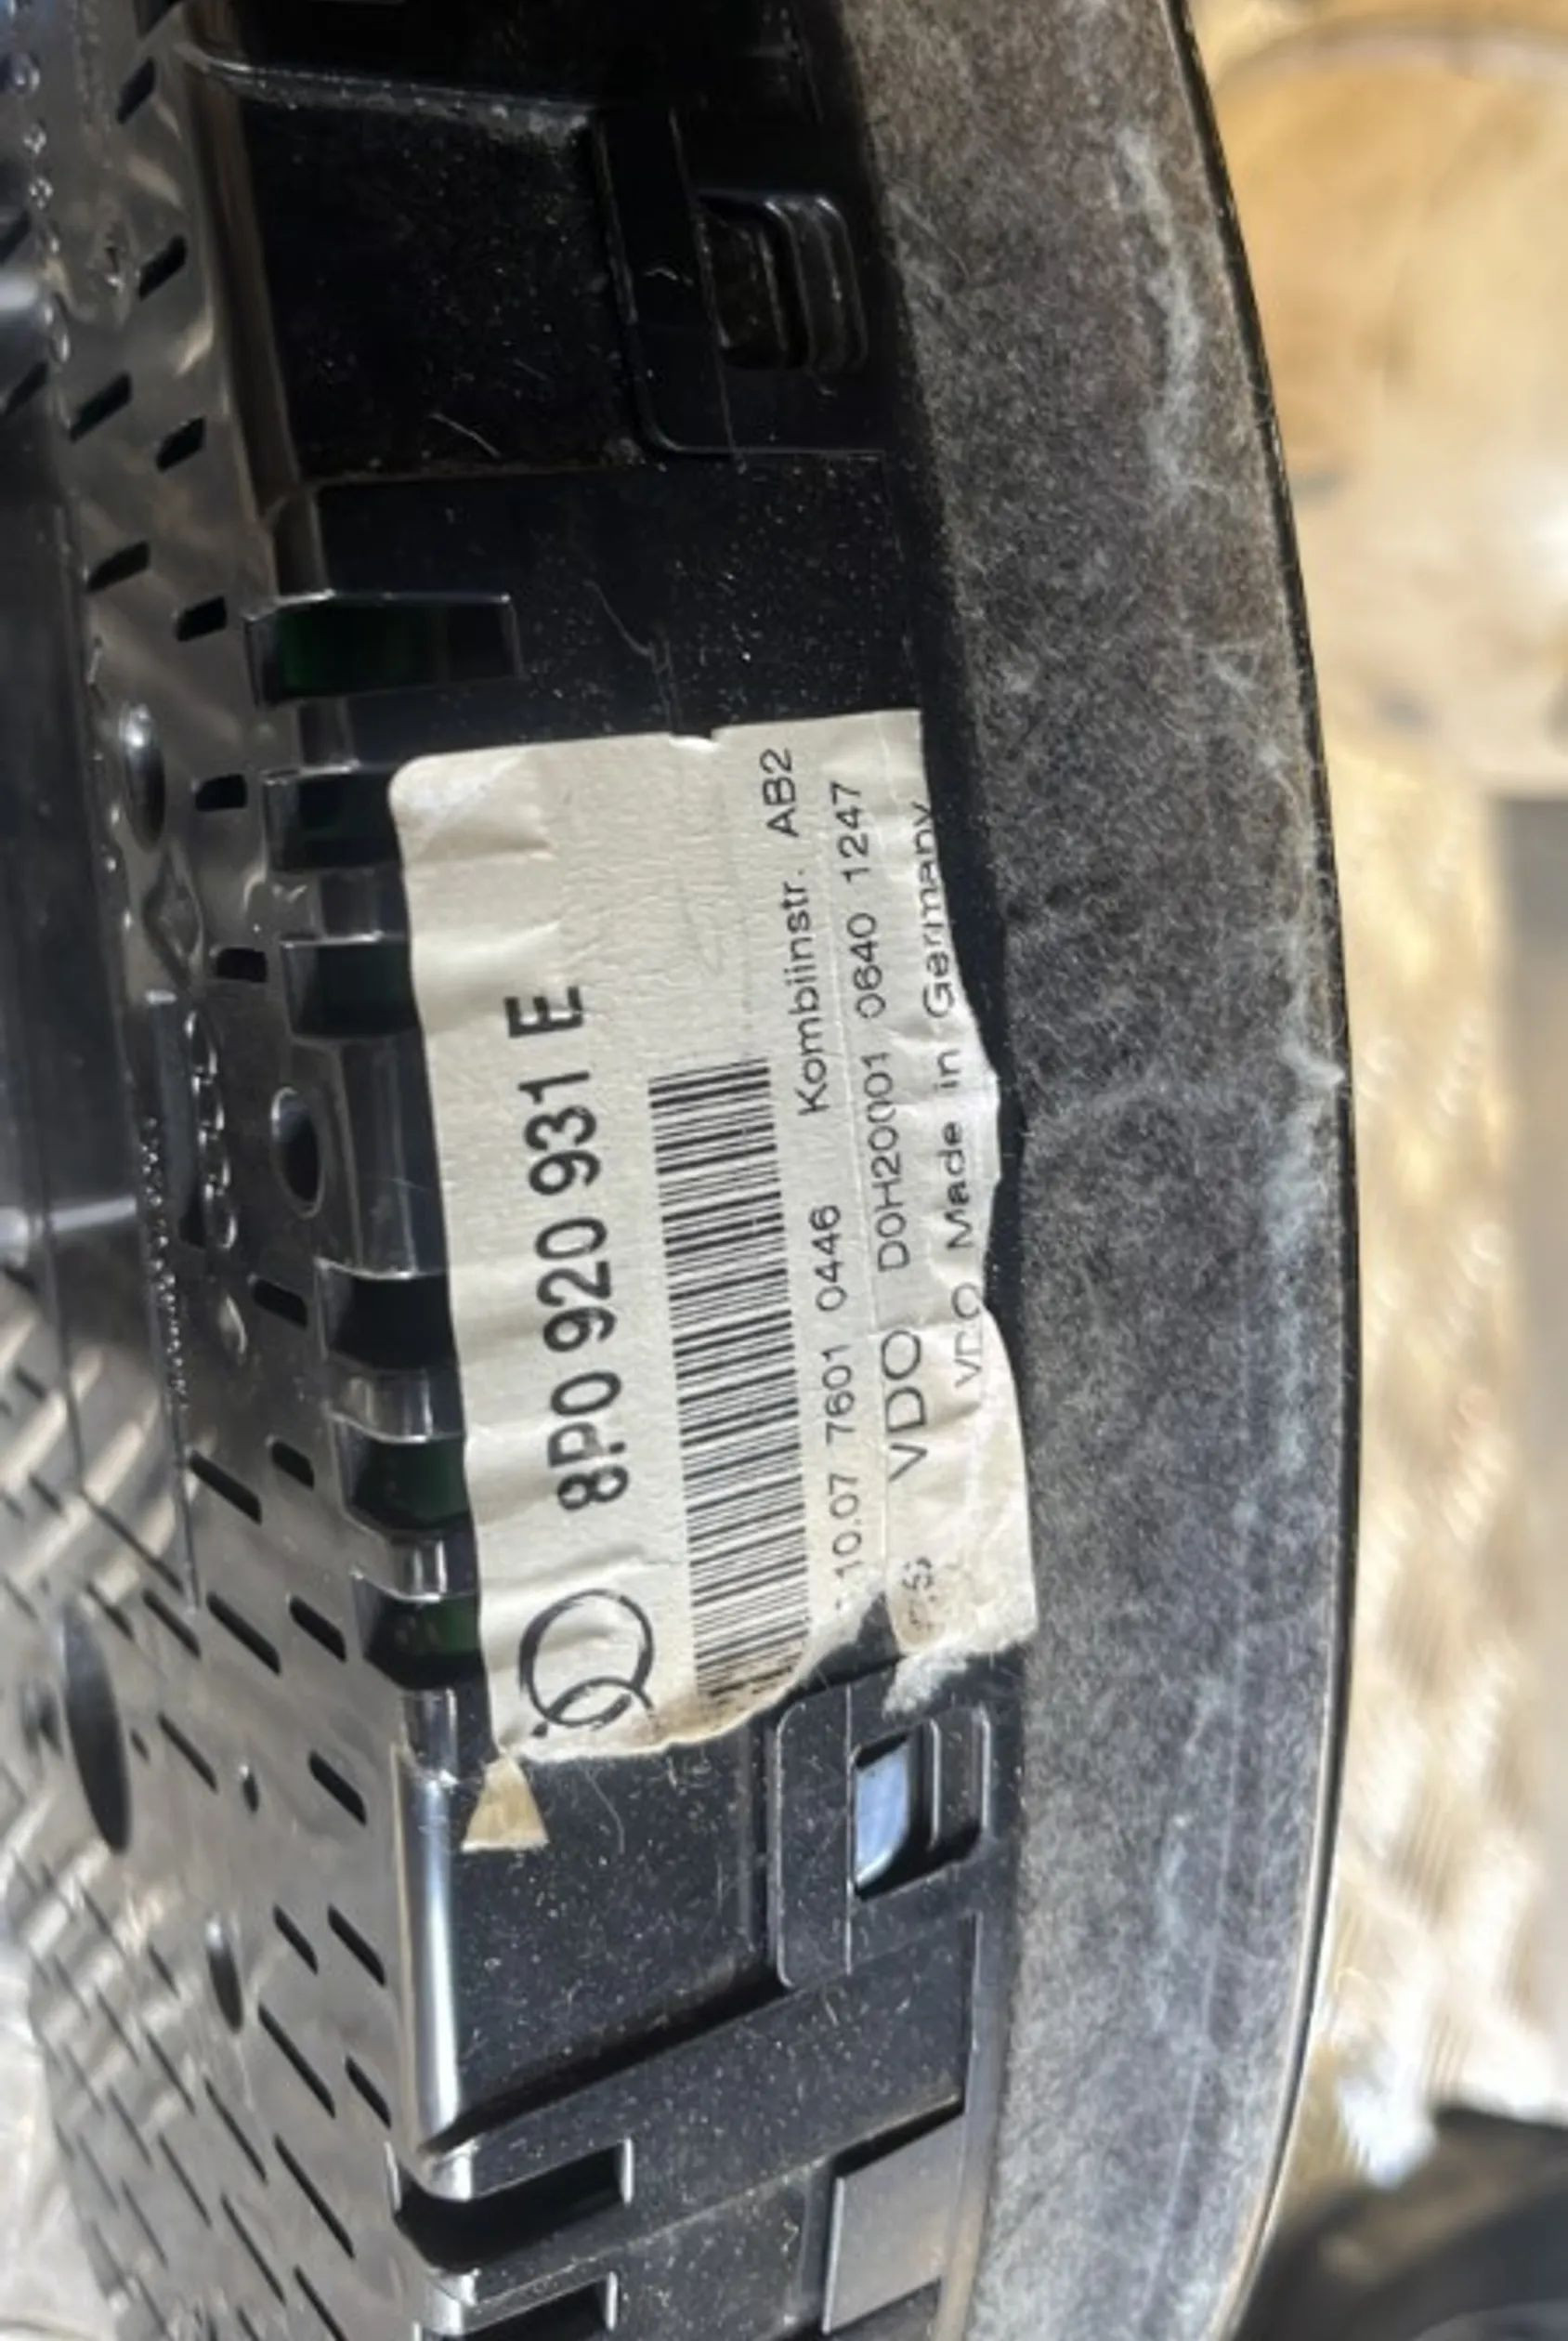 8P0 920 931 E
10.07 7601 0446 Kombiinstr. AB2
VDO D0H20001 0640 1247
VDO Made in Germany